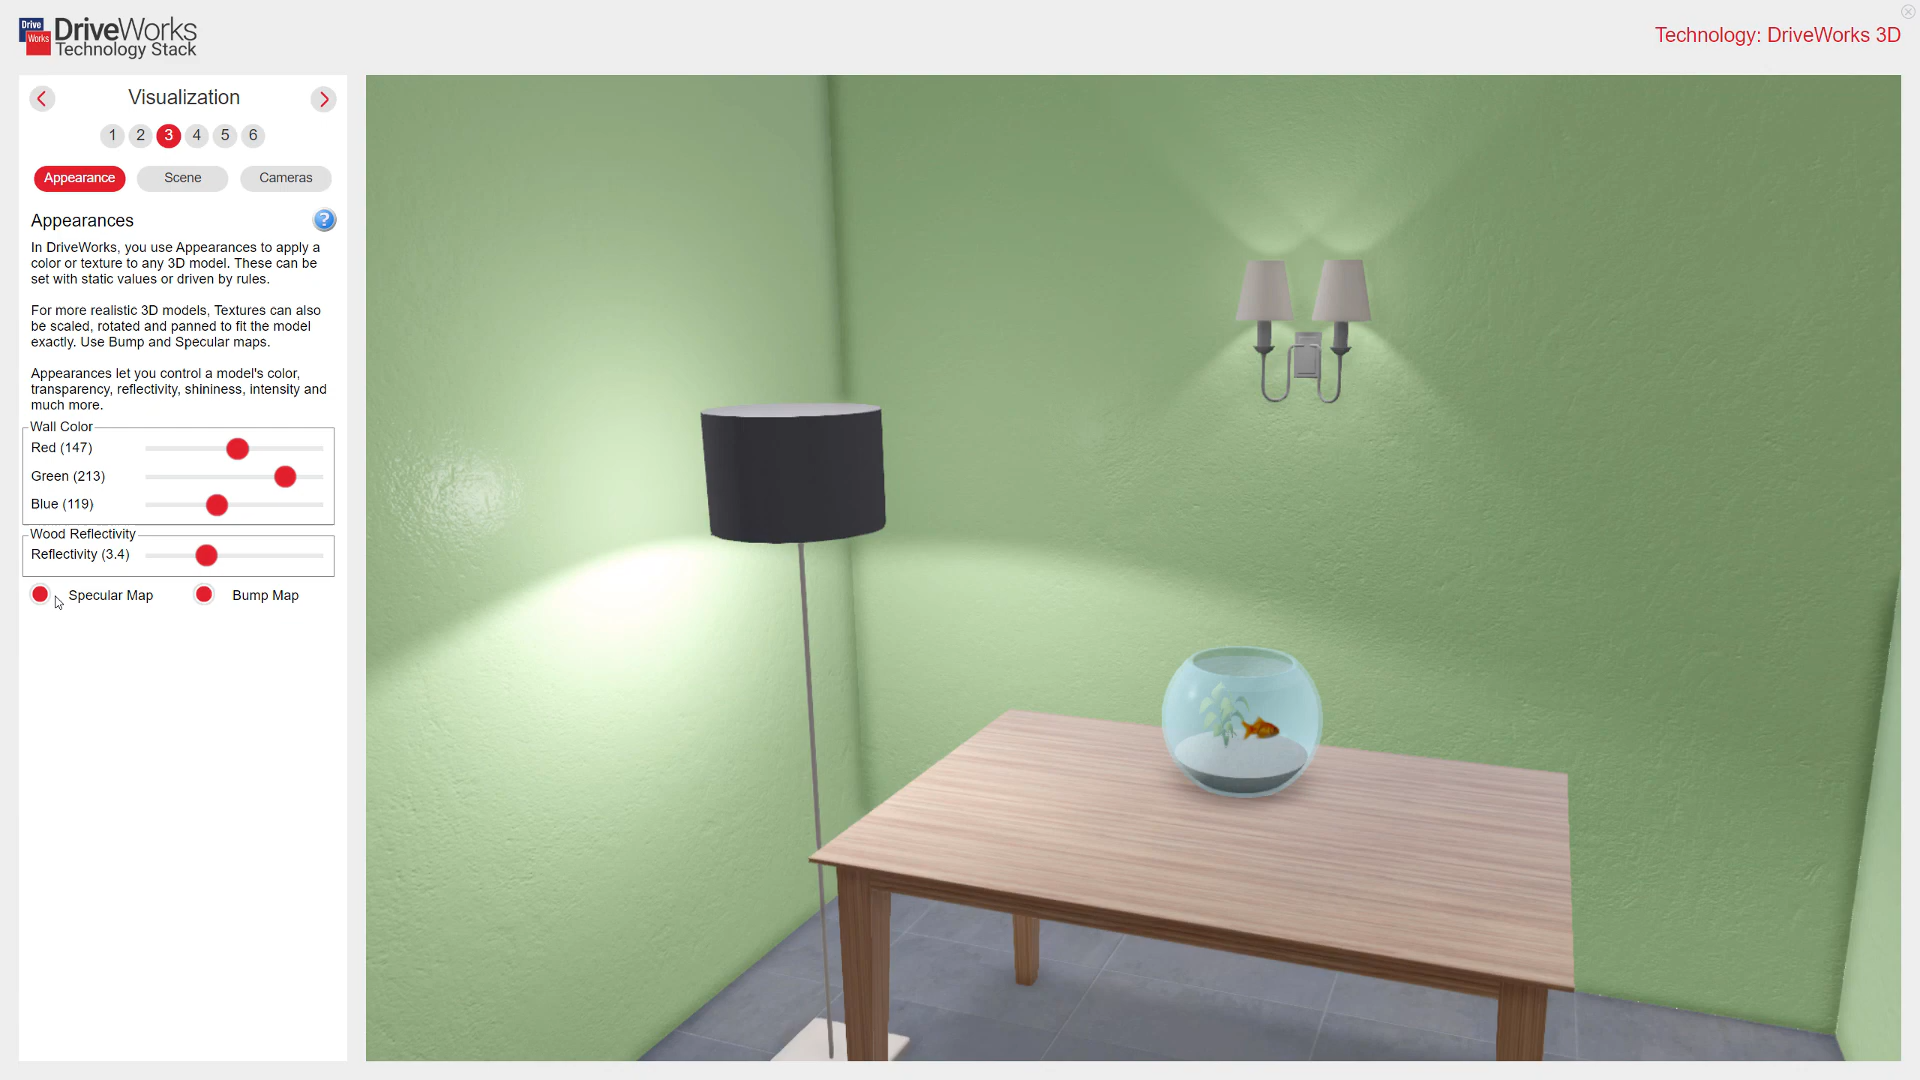 Drive
Works
DriveWorks
Technology Stack
Technology: DriveWorks 3D
Visualization
1 2 3 4 5 6
Appearance Scene Cameras
Appearances
?
In DriveWorks, you use Appearances to apply a
color or texture to any 3D model. These can be
set with static values or driven by rules.
For more realistic 3D models, Textures can also
be scaled, rotated and panned to fit the model
exactly. Use Bump and Specular maps.
Appearances let you control a model's color,
transparency, reflectivity, shininess, intensity and
much more.
Wall Color
Red (147)
Green (213)
Blue (119)
Wood Reflectivity
Reflectivity (3.4)
Specular Map Bump Map